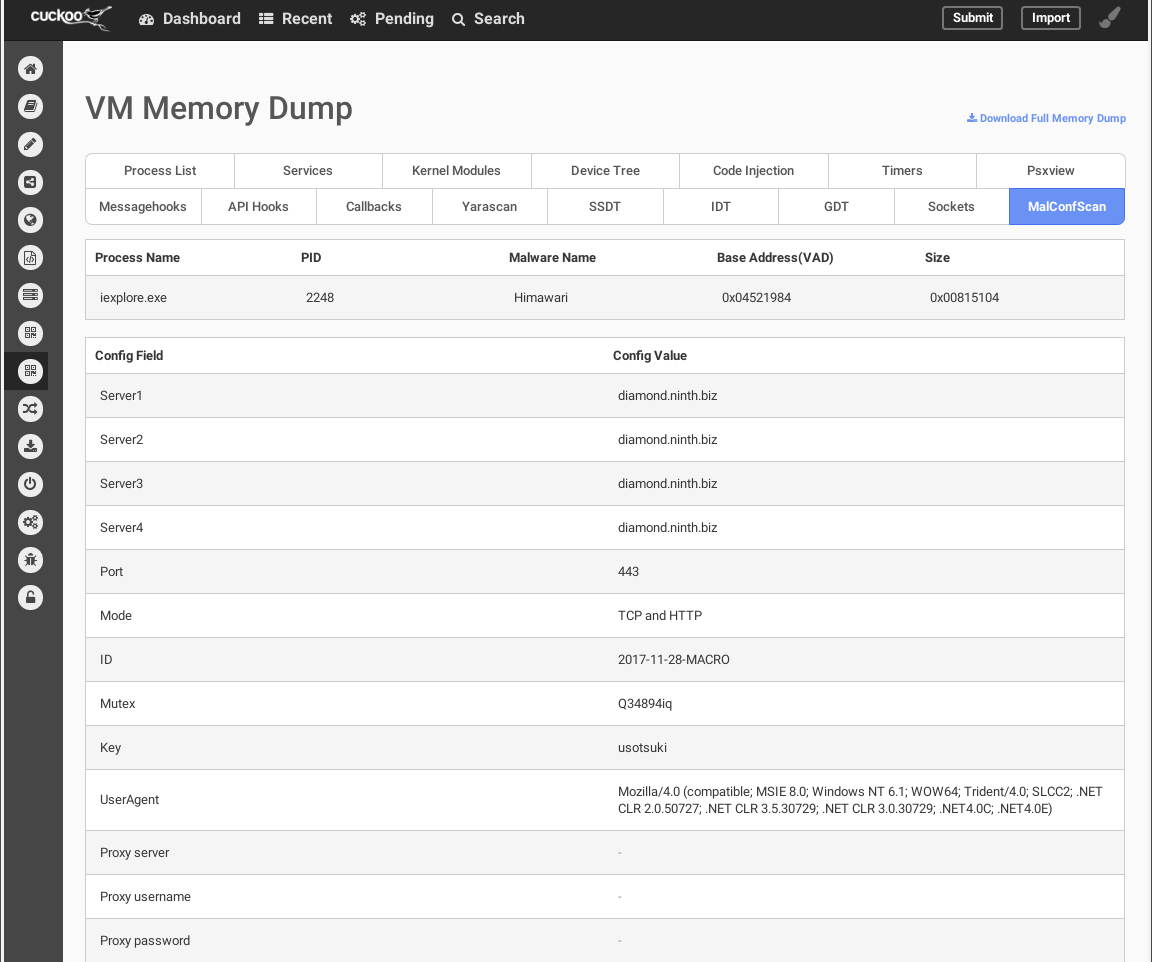 cuckoo Dashboard Recent Pending Search Submit Import
VM Memory Dump
Download Full Memory Dump
Process List Services Kernel Modules Device Tree Code Injection Timers Psxview
Messagehooks API Hooks Callbacks Yarascan SSDT IDT GDT Sockets MalConfScan
Process Name PID Malware Name Base Address(VAD) Size
iexplore.exe 2248 Himawari 0x04521984 0x00815104
Config Field Config Value
Server1 diamond.ninth.biz
Server2 diamond.ninth.biz
Server3 diamond.ninth.biz
Server4 diamond.ninth.biz
Port 443
Mode TCP and HTTP
ID 2017-11-28-MACRO
Mutex Q34894iq
Key usotsuki
UserAgent Mozilla/4.0 (compatible; MSIE 8.0; Windows NT 6.1; WOW64; Trident/4.0; SLCC2; .NET
CLR 2.0.50727; .NET CLR 3.5.30729; .NET CLR 3.0.30729; .NET4.0C; .NET4.0E)
Proxy server -
Proxy username -
Proxy password -